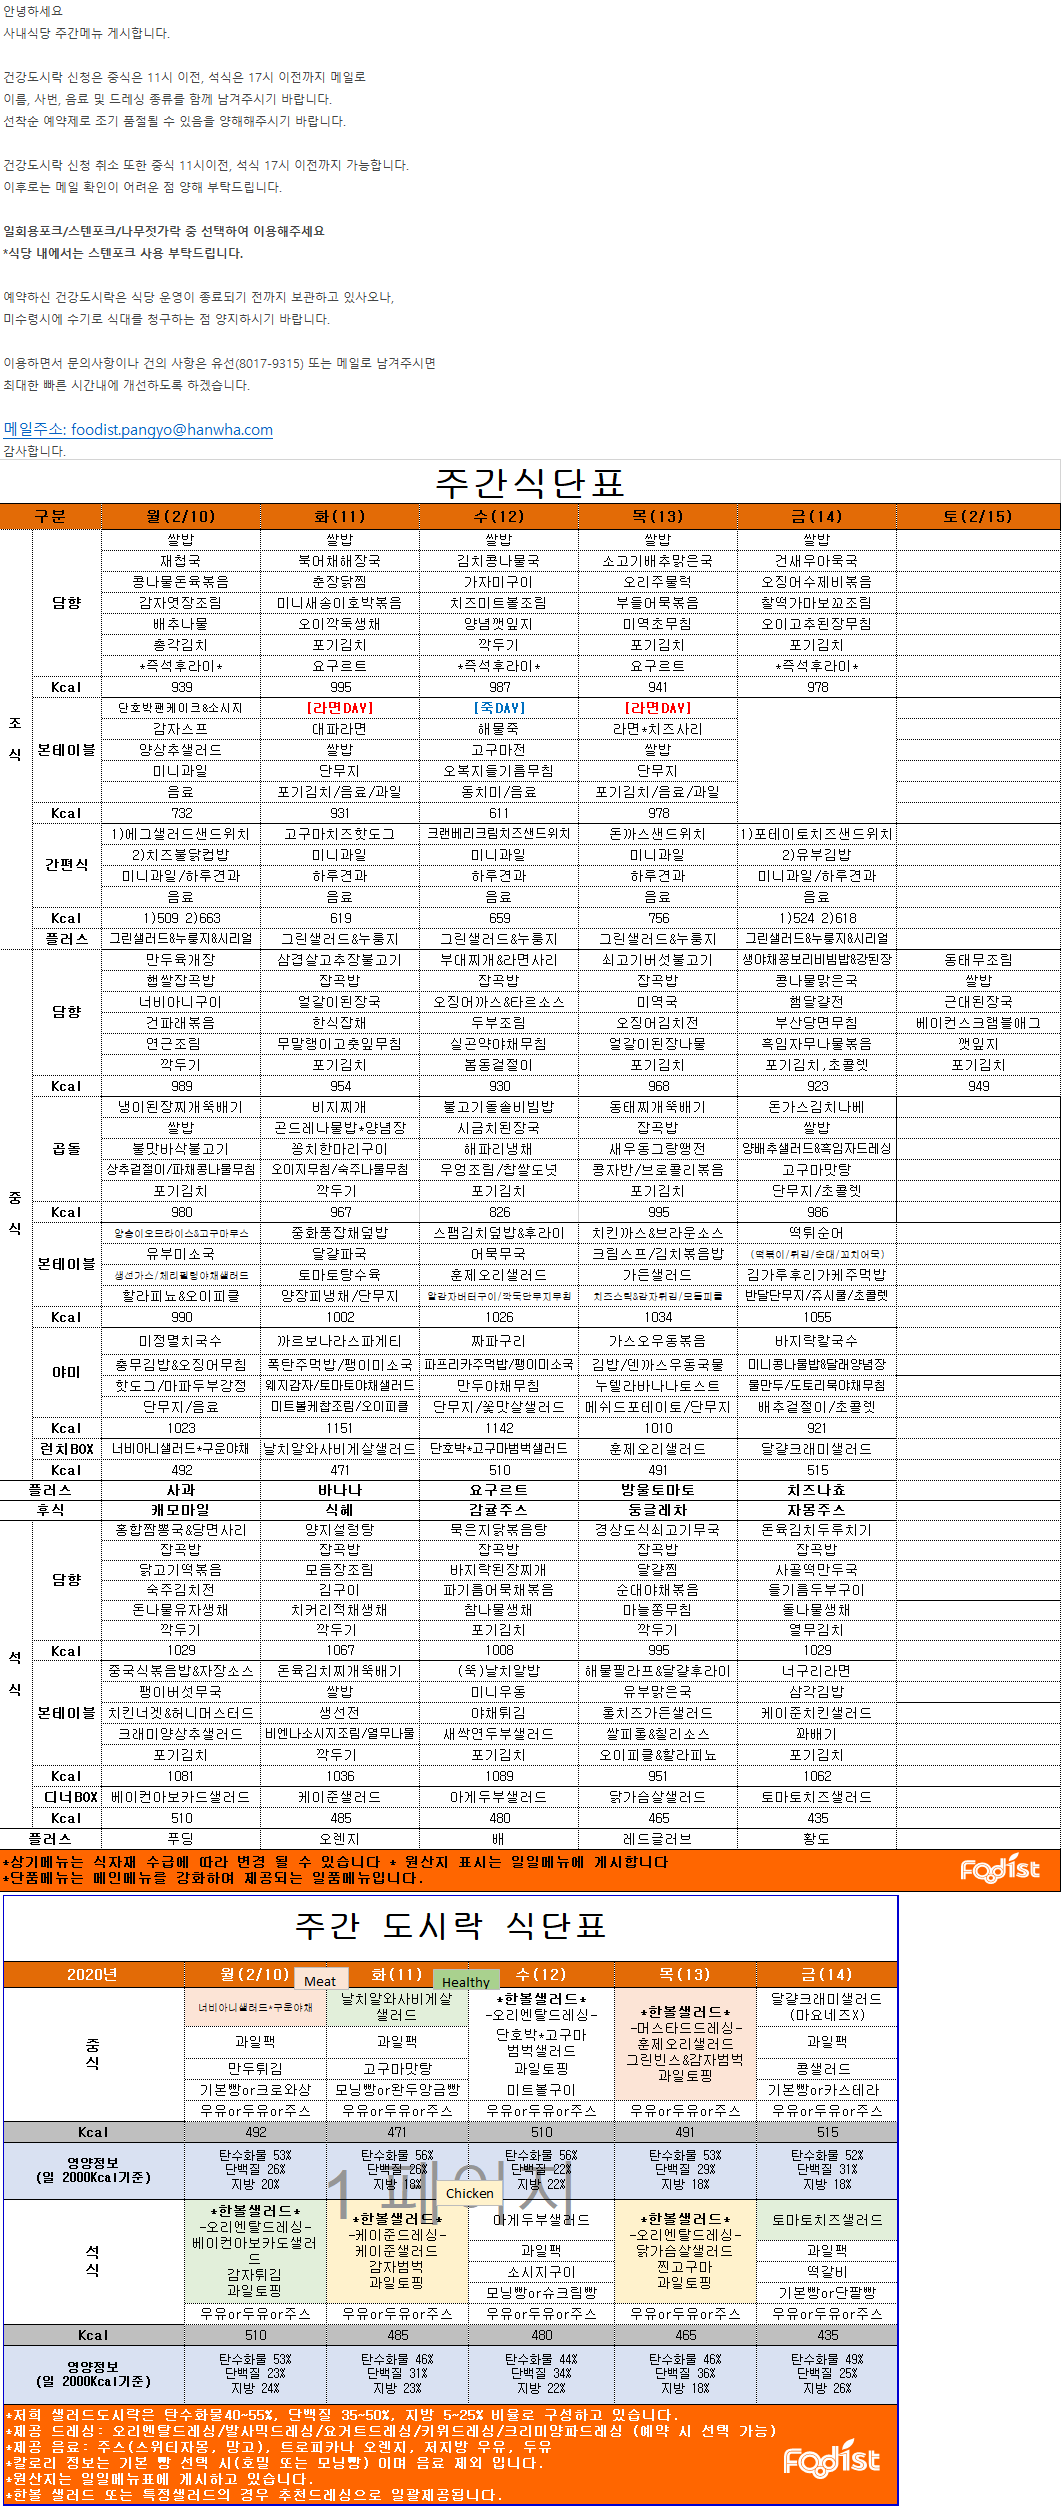 안녕하세요
사내식당 주간메뉴 게시합니다.
건강도시락 신청은 중식은 11시 이전, 석식은 17시 이전까지 메일로
이름, 사번, 음료 및 드레싱 종류를 함께 남겨주시기 바랍니다.
선착순 예약제로 조기 품절될 수 있음을 양해해주시기 바랍니다.
건강도시락 신청 취소 또한 중식 11시이전, 석식 17시 이전까지 가능합니다.
이후로는 메일 확인이 어려운 점 양해 부탁드립니다.
일회용포크/스텐포크/나무젓가락 중 선택하여 이용해주세요
*식당 내에서는 스텐포크 사용 부탁드립니다.
예약하신 건강도시락은 식당 운영이 종료되기 전까지 보관하고 있사오나,
미수령시에 수기로 식대를 청구하는 점 양지하시기 바랍니다.
이용하면서 문의사항이나 건의 사항은 유선(8017-9315) 또는 메일로 남겨주시면
최대한 빠른 시간내에 개선하도록 하겠습니다.
메일주소: foodist.pangyo@hanwha.com
감사합니다.
주간식단표
구분 월(2/10) 화(11) 수(12) 목(13) 금(14) 토(2/15)
조식
담향
쌀밥 쌀밥 쌀밥 쌀밥 쌀밥
재첩국 북어채해장국 김치콩나물국 소고기배추맑은국 건새우아욱국
콩나물돈육볶음 춘장닭찜 가자미구이 오리주물럭 오징어수제비볶음
감자엿장조림 미니새송이호박볶음 치즈미트볼조림 부들어묵볶음 찰떡가마보꼬조림
배추나물 오이깍둑생채 양념깻잎지 미역초무침 오이고추된장무침
총각김치 포기김치 깍두기 포기김치 포기김치
*즉석후라이* 요구르트 *즉석후라이* 요구르트 *즉석후라이*
Kcal 939 995 987 941 978
본테이블
단호박팬케이크&소시지 [라면DAY] [죽DAY] [라면DAY]
감자스프 대파라면 해물죽 라면*치즈사리
양상추샐러드 쌀밥 고구마전 쌀밥
미니과일 단무지 오복지들기름무침 단무지
음료 포기김치/음료/과일 동치미/음료 포기김치/음료/과일
Kcal 732 931 611 978
간편식
1)에그샐러드샌드위치 고구마치즈핫도그 크랜베리크림치즈샌드위치 돈까스샌드위치 1)포테이토치즈샌드위치
2)치즈불닭컵밥 미니과일 미니과일 미니과일 2)유부김밥
미니과일/하루견과 하루견과 하루견과 하루견과 미니과일/하루견과
음료 음료 음료 음료 음료
Kcal 1)509 2)663 619 659 756 1)524 2)618
플러스 그린샐러드&누룽지&시리얼 그린샐러드&누룽지 그린샐러드&누룽지 그린샐러드&누룽지 그린샐러드&누룽지&시리얼
중식
담향
만두육개장 삼겹살고추장불고기 부대찌개&라면사리 쇠고기버섯불고기 생야채꽁보리비빔밥&강된장 동태무조림
햅쌀잡곡밥 잡곡밥 잡곡밥 잡곡밥 콩나물맑은국 쌀밥
너비아니구이 얼갈이된장국 오징어까스&타르소스 미역국 햄달걀전 근대된장국
건파래볶음 한식잡채 두부조림 오징어김치전 부산당면무침 베이컨스크램블애그
연근조림 무말랭이고춧잎무침 실곤약야채무침 얼갈이된장나물 흑임자무나물볶음 깻잎지
깍두기 포기김치 봄동겉절이 포기김치 포기김치,초콜렛 포기김치
Kcal 989 954 930 968 923 949
곱돌
냉이된장찌개뚝배기 비지찌개 불고기돌솥비빔밥 동태찌개뚝배기 돈가스김치나베
쌀밥 곤드레나물밥*양념장 시금치된장국 잡곡밥 쌀밥
불맛바삭불고기 꽁치한마리구이 해파리냉채 새우동그랑땡전 양배추샐러드&흑임자드레싱
상추겉절이/파채콩나물무침 오이지무침/숙주나물무침 우엉조림/찹쌀도넛 콩자반/브로콜리볶음 고구마맛탕
포기김치 깍두기 포기김치 포기김치 단무지/초콜렛
Kcal 980 967 826 995 986
본테이블
앙송이오므라이스&고구마무스 중화풍잡채덮밥 스팸김치덮밥&후라이 치킨까스&브라운소스 떡튀순어
유부미소국 달걀파국 어묵무국 크림스프/김치볶음밥 (떡볶이/튀김/순대/꼬치어묵)
생선가스/체리필링야채샐러드 토마토탕수육 훈제오리샐러드 가든샐러드 김가루후리가케주먹밥
할라피뇨&오이피클 양장피냉채/단무지 알감자버터구이/깍둑단무지무침 치즈스틱&감자튀김/모듬피클 반달단무지/쥬시쿨/초콜렛
Kcal 990 1002 1026 1034 1055
야미
미정멸치국수 까르보나라스파게티 짜파구리 가스오우동볶음 바지락칼국수
충무김밥&오징어무침 폭탄주먹밥/팽이미소국 파프리카주먹밥/팽이미소국 김밥/덴까스우동국물 미니콩나물밥&달래양념장
핫도그/마파두부강정 웨지감자/토마토야채샐러드 만두야채무침 누텔라바나나토스트 물만두/도토리묵야채무침
단무지/음료 미트볼케찹조림/오이피클 단무지/꽃맛살샐러드 메쉬드포테이토/단무지 배추겉절이/초콜렛
Kcal 1023 1151 1142 1010 921
런치BOX 너비아니샐러드*구운야채 날치알와사비게살샐러드 단호박*고구마범벅샐러드 훈제오리샐러드 달걀크래미샐러드
Kcal 492 471 510 491 515
플러스 사과 바나나 요구르트 방울토마토 치즈나쵸
후식 캐모마일 식혜 감귤주스 둥글레차 자몽주스
석식
담향
홍합짬뽕국&당면사리 양지설렁탕 묵은지닭볶음탕 경상도식쇠고기무국 돈육김치두루치기
잡곡밥 잡곡밥 잡곡밥 잡곡밥 잡곡밥
닭고기떡볶음 모듬장조림 바지락된장찌개 달걀찜 사골떡만두국
숙주김치전 김구이 파기름어묵채볶음 순대야채볶음 들기름두부구이
돈나물유자생채 치커리적채생채 참나물생채 마늘쫑무침 돌나물생채
깍두기 깍두기 포기김치 깍두기 열무김치
Kcal 1029 1067 1008 995 1029
본테이블
중국식볶음밥&자장소스 돈육김치찌개뚝배기 (뚝)날치알밥 해물필라프&달걀후라이 너구리라면
팽이버섯무국 쌀밥 미니우동 유부맑은국 삼각김밥
치킨너겟&허니머스터드 생선전 야채튀김 콜치즈가든샐러드 케이준치킨샐러드
크래미양상추샐러드 비엔나소시지조림/열무나물 새싹연두부샐러드 쌀피롤&칠리소스 꽈배기
포기김치 깍두기 포기김치 오이피클&할라피뇨 포기김치
Kcal 1081 1036 1089 951 1062
디너BOX 베이컨아보카드샐러드 케이준샐러드 아게두부샐러드 닭가슴살샐러드 토마토치즈샐러드
Kcal 510 485 480 465 435
플러스 푸딩 오렌지 배 레드글러브 황도
*상기메뉴는 식자재 수급에 따라 변경 될 수 있습니다 * 원산지 표시는 일일메뉴에 게시합니다
*단품메뉴는 메인메뉴를 강화하여 제공되는 일품메뉴입니다.
Foodist
주간 도시락 식단표
2020년 월(2/10) 화(11) 수(12) 목(13) 금(14)
Meat
Healthy
중식
너비아니샐러드*구운야채
과일팩
만두튀김
기본빵or크로와상
우유or두유or주스
날치알와사비게살
샐러드
과일팩
고구마맛탕
모닝빵or완두앙금빵
우유or두유or주스
*한볼샐러드*
-오리엔탈드레싱-
단호박*고구마
범벅샐러드
과일토핑
미트볼구이
우유or두유or주스
*한볼샐러드*
-머스타드드레싱-
훈제오리샐러드
그린빈스&감자범벅
과일토핑
우유or두유or주스
달걀크래미샐러드
(마요네즈X)
과일팩
콩샐러드
기본빵or카스테라
우유or두유or주스
Kcal 492 471 510 491 515
영양정보
(일 2000Kcal기준)
탄수화물 53% 탄수화물 56% 탄수화물 56% 탄수화물 53% 탄수화물 52%
단백질 26% 단백질 26% 단백질 22% 단백질 29% 단백질 31%
지방 20% 지방 18% 지방 22% 지방 18% 지방 18%
1 페이지
Chicken
석식
*한볼샐러드*
-오리엔탈드레싱-
베이컨아보카도샐러
드
감자튀김
과일토핑
우유or두유or주스
*한볼샐러드*
-케이준드레싱-
케이준샐러드
감자범벅
과일토핑
우유or두유or주스
아게두부샐러드
과일팩
소시지구이
모닝빵or슈크림빵
우유or두유or주스
*한볼샐러드*
-오리엔탈드레싱-
닭가슴살샐러드
찐고구마
과일토핑
우유or두유or주스
토마토치즈샐러드
과일팩
떡갈비
기본빵or단팥빵
우유or두유or주스
Kcal 510 485 480 465 435
영양정보
(일 2000Kcal기준)
탄수화물 53% 탄수화물 46% 탄수화물 44% 탄수화물 46% 탄수화물 49%
단백질 23% 단백질 31% 단백질 34% 단백질 36% 단백질 25%
지방 24% 지방 23% 지방 22% 지방 18% 지방 26%
*저희 샐러드도시락은 탄수화물40~55%, 단백질 35~50%, 지방 5~25% 비율로 구성하고 있습니다.
*제공 드레싱: 오리엔탈드레싱/발사믹드레싱/요거트드레싱/키위드레싱/크리미양파드레싱 (예약 시 선택 가능)
*제공 음료: 주스(스위티자몽, 망고), 트로피카나 오렌지, 저지방 우유, 두유
*칼로리 정보는 기본 빵 선택 시(호밀 또는 모닝빵) 이며 음료 제외 입니다.
*원산지는 일일메뉴표에 게시하고 있습니다.
*한볼 샐러드 또는 특정샐러드의 경우 추천드레싱으로 일괄제공됩니다.
Foodist